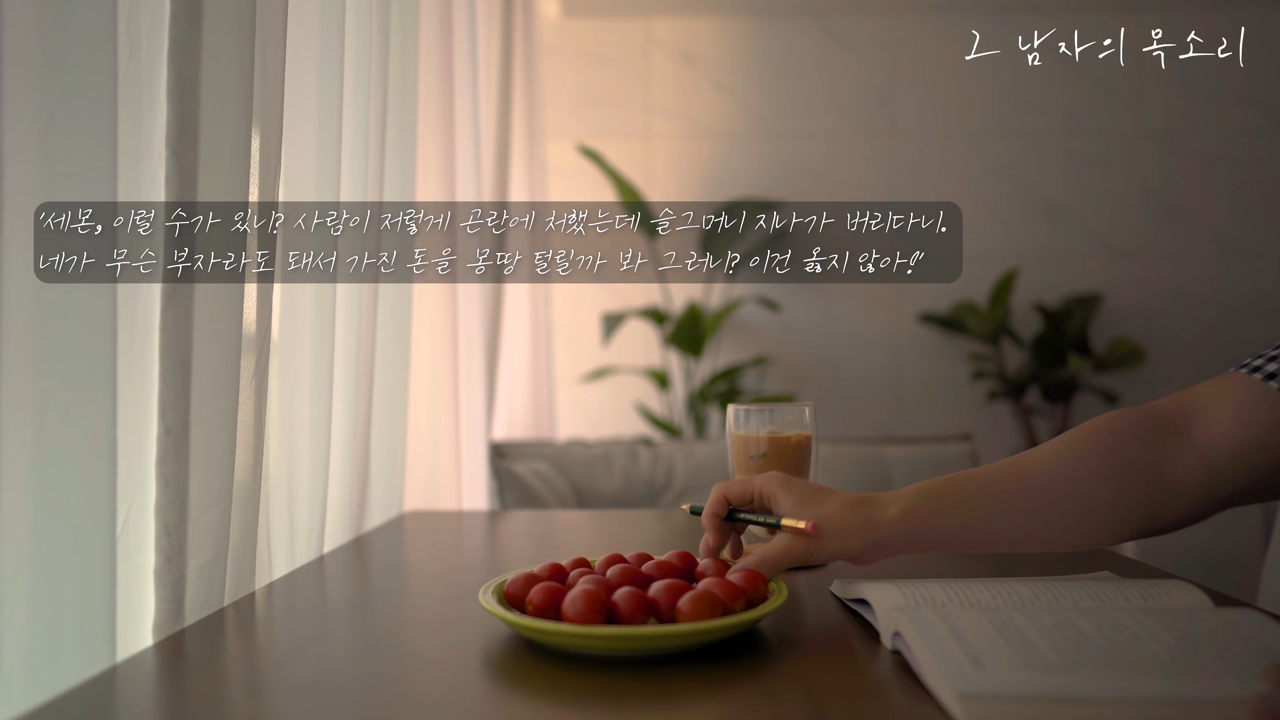 그 남자의 목소리
'세몬, 이럴 수가 있니? 사람이 저렇게 곤란에 처했는데 슬그머니 지나가 버리다니.
네가 무슨 부자라도 돼서 가진 돈을 몽땅 털릴까 봐 그러니? 이건 옳지 않아!'